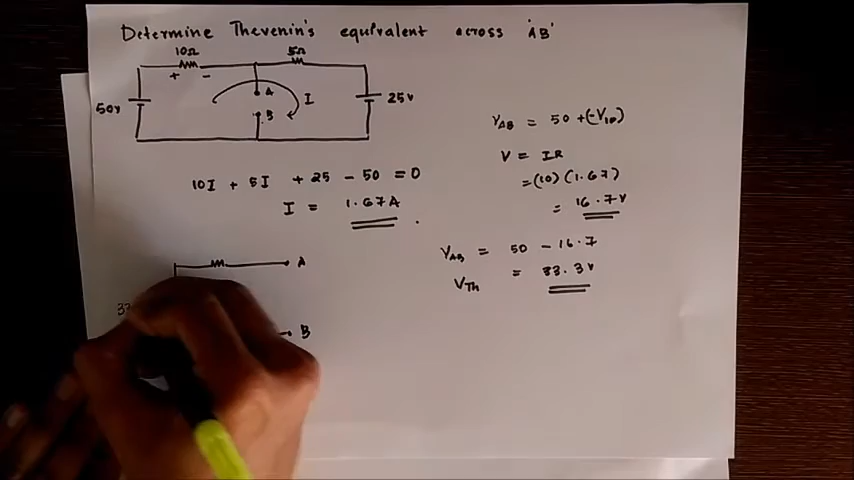 Determine Thevenin's equivalent across 'AB'
10Ω
5Ω
+ -
A
50V
I
25V
B
10I + 5I + 25 - 50 = 0
I = 1.67A
V_AB = 50 + (-V_10)
V = IR
= (10) (1.67)
= 16.7V
V_AB = 50 - 16.7
V_Th = 33.3V
A
33
B